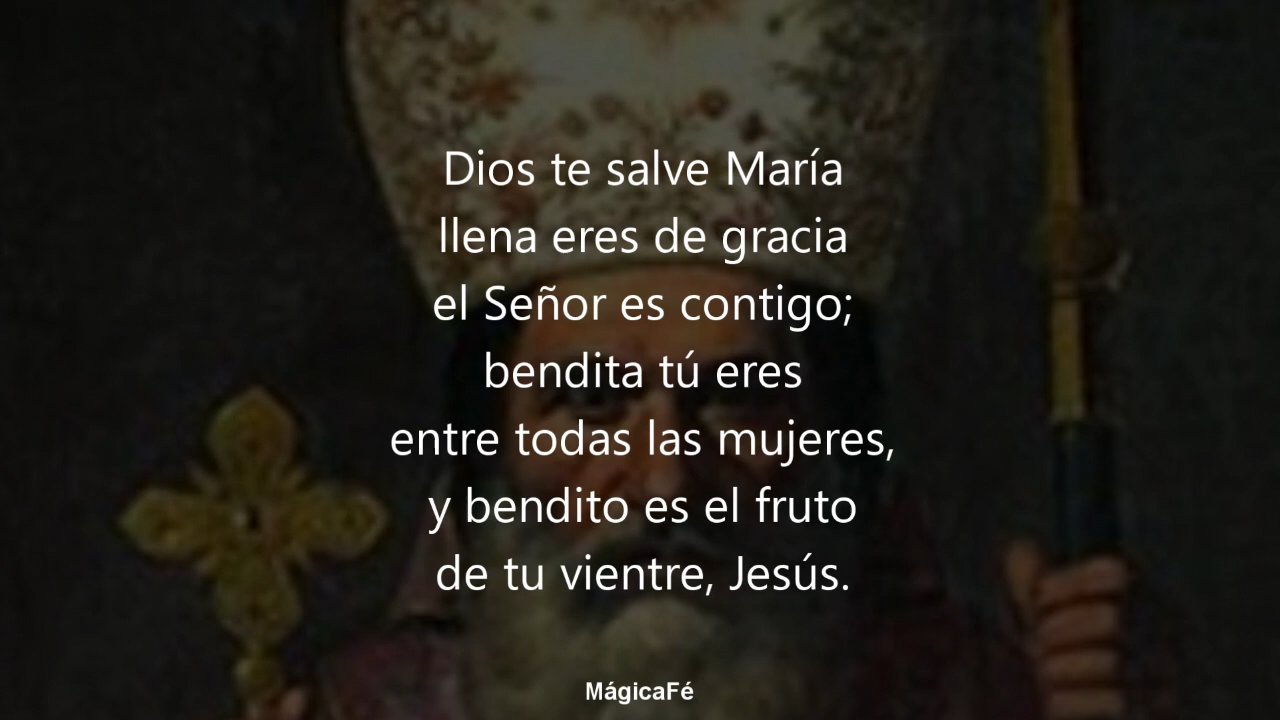 Dios te salve María
llena eres de gracia
el Señor es contigo;
bendita tú eres
entre todas las mujeres,
y bendito es el fruto
de tu vientre, Jesús.
MágicaFé